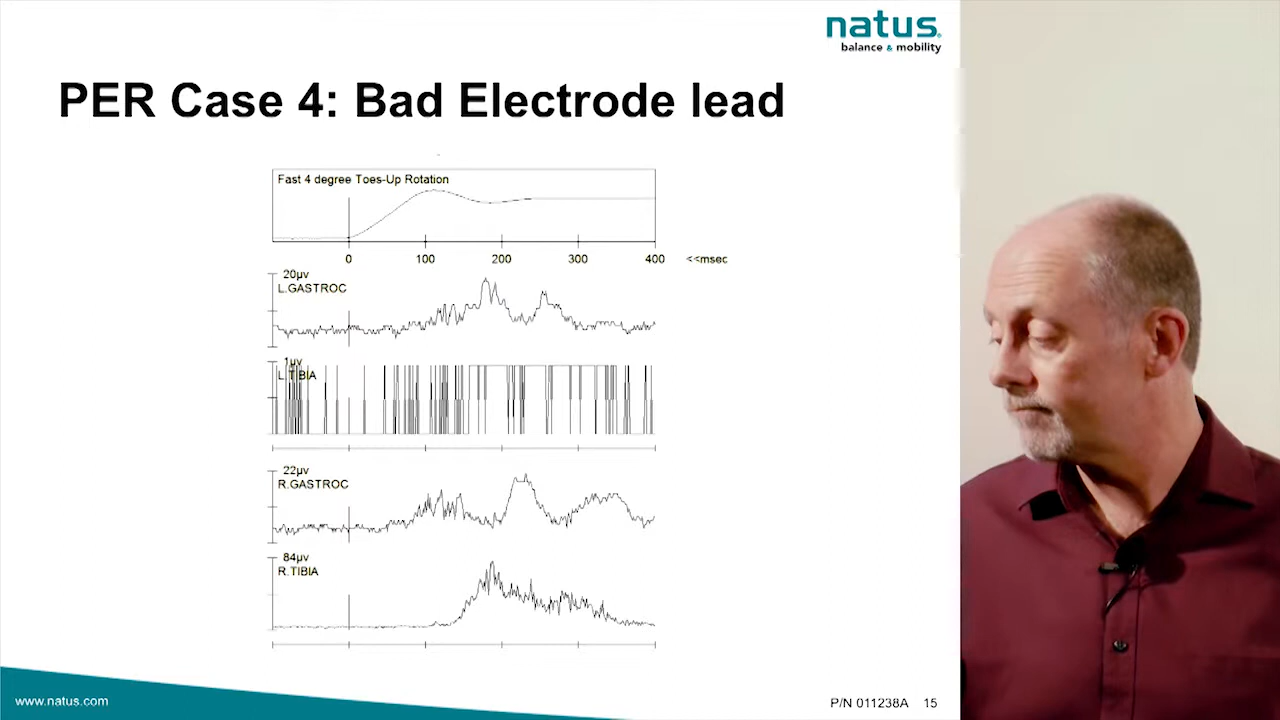 natus®
balance & mobility
PER Case 4: Bad Electrode lead
Fast 4 degree Toes-Up Rotation
0 100 200 300 400 <<msec
20µv
L.GASTROC
1µv
L.TIBIA
22µv
R.GASTROC
84µv
R.TIBIA
www.natus.com
P/N 011238A 15